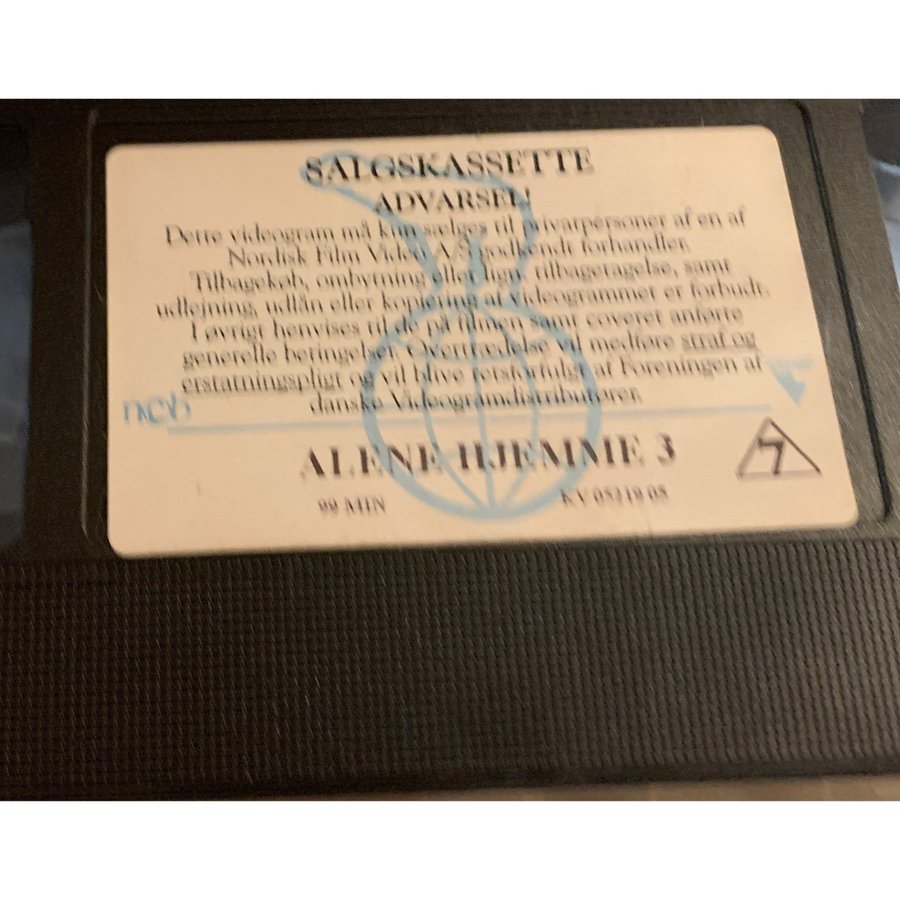 SALGSKASSETTE
ADVARSEL!
Dette videogram må kun sælges til privatpersoner af en af
Nordisk Film Video A/S godkendt forhandler.
Tilbagekøb, ombytning eller lign. tilbagetagelse, samt
udlejning, udlån eller kopiering af Videogrammet er forbudt.
I øvrigt henvises til de på filmen samt coveret anførte
generelle betingelser. Overtrædelse vil medføre straf og
erstatningspligt og vil blive retsforfulgt af Foreningen af
danske Videogramdistributører.
ncb
ALENE HJEMME 3
7
99 MIN